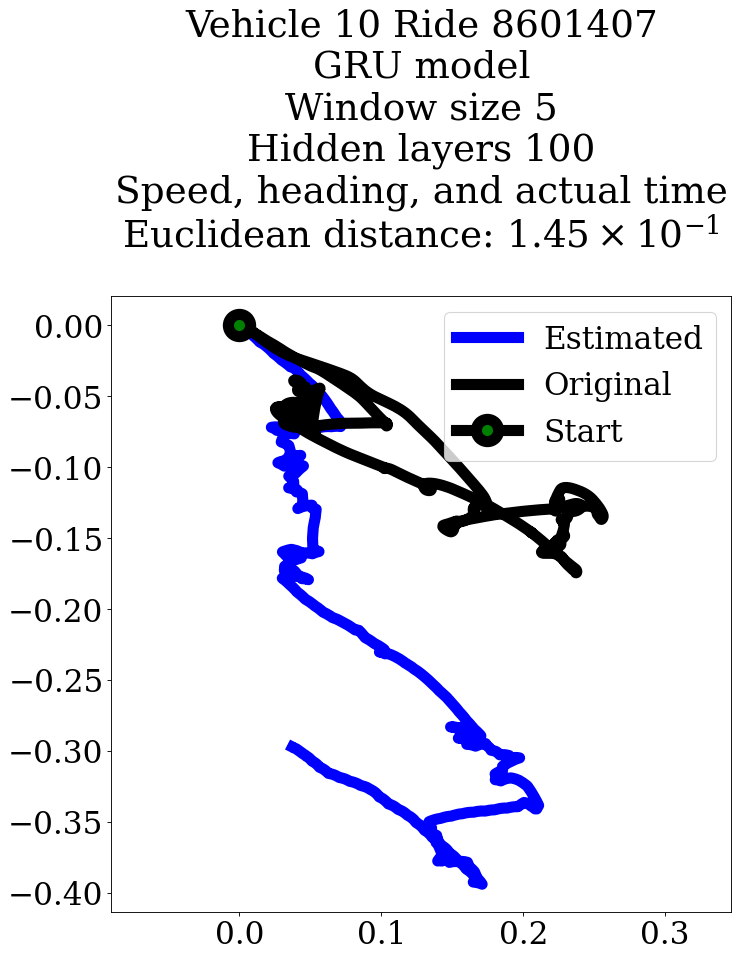 Vehicle 10 Ride 8601407
GRU model
Window size 5
Hidden layers 100
Speed, heading, and actual time
Euclidean distance: 1.45 × 10⁻¹
Estimated
Original
Start
0.00
−0.05
−0.10
−0.15
−0.20
−0.25
−0.30
−0.35
−0.40
0.0 0.1 0.2 0.3